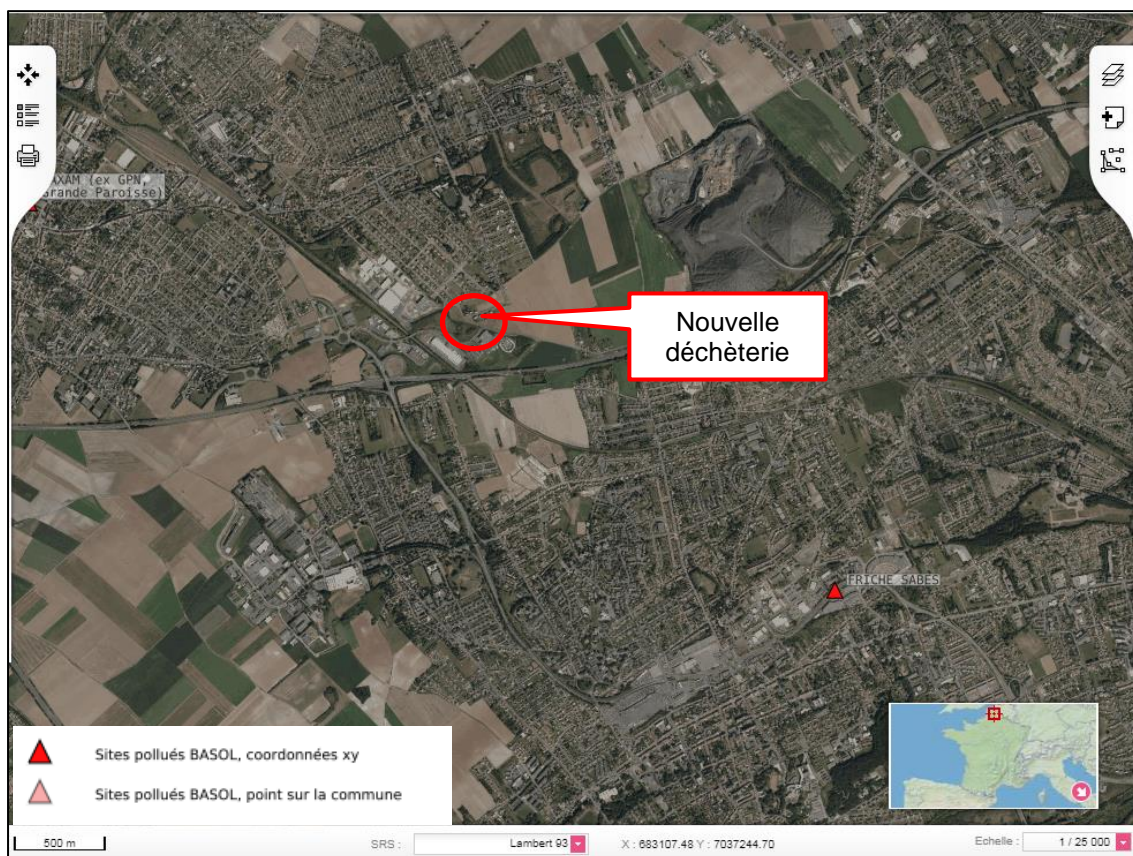 AXAM (ex GPN,
Grande Paroisse)
Nouvelle
déchèterie
FRICHE SABES
Sites pollués BASOL, coordonnées xy
Sites pollués BASOL, point sur la commune
500 m
SRS :
Lambert 93
X : 683107.48 Y : 7037244.70
Echelle :
1 / 25 000